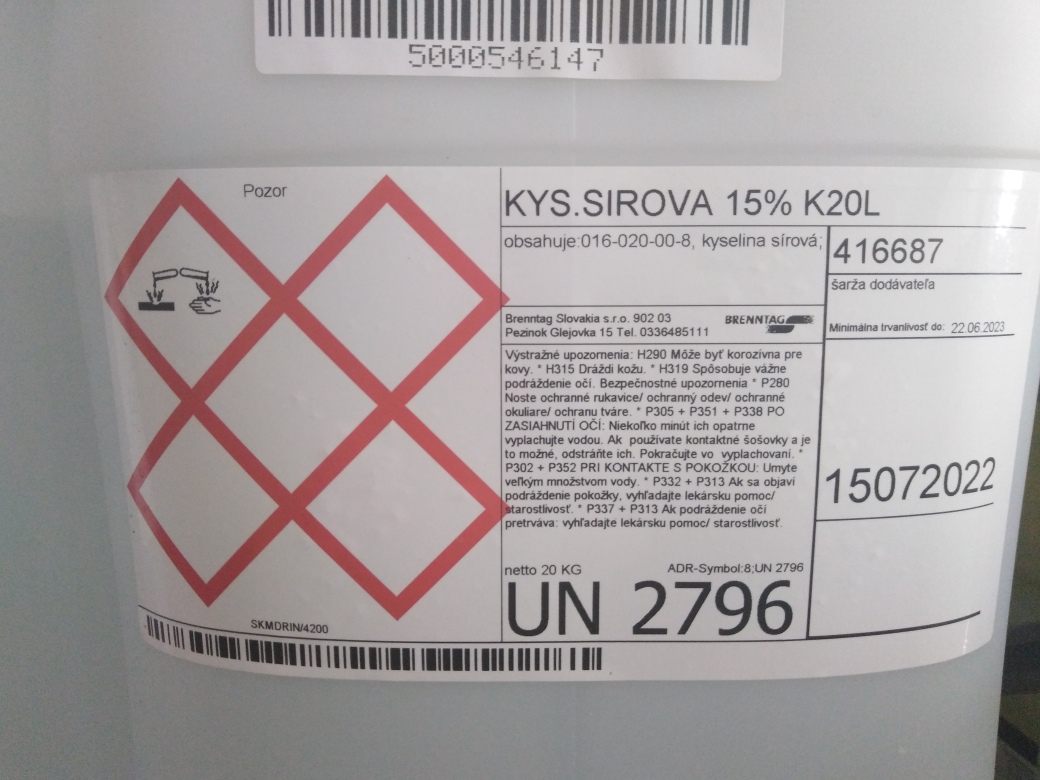 5000546147
Pozor
KYS.SIROVA 15% K20L
obsahuje:016-020-00-8, kyselina sírová;
416687
šarža dodávateľa
Minimálna trvanlivosť do: 22.06.2023
Brenntag Slovakia s.r.o. 902 03
Pezinok Glejovka 15 Tel. 0336485111
BRENNTAG
Výstražné upozornenia: H290 Môže byť korozívna pre
kovy. * H315 Dráždi kožu. * H319 Spôsobuje vážne
podráždenie očí. Bezpečnostné upozornenia * P280
Noste ochranné rukavice/ ochranný odev/ ochranné
okuliare/ ochranu tváre. * P305 + P351 + P338 PO
ZASIAHNUTÍ OČÍ: Niekoľko minút ich opatrne
vyplachujte vodou. Ak používate kontaktné šošovky a je
to možné, odstráňte ich. Pokračujte vo vyplachovaní. *
P302 + P352 PRI KONTAKTE S POKOŽKOU: Umyte
veľkým množstvom vody. * P332 + P313 Ak sa objaví
podráždenie pokožky, vyhľadajte lekársku pomoc/
starostlivosť. * P337 + P313 Ak podráždenie očí
pretrváva: vyhľadajte lekársku pomoc/ starostlivosť.
15072022
netto 20 KG
ADR-Symbol:8;UN 2796
UN 2796
SKMDRIN/4200